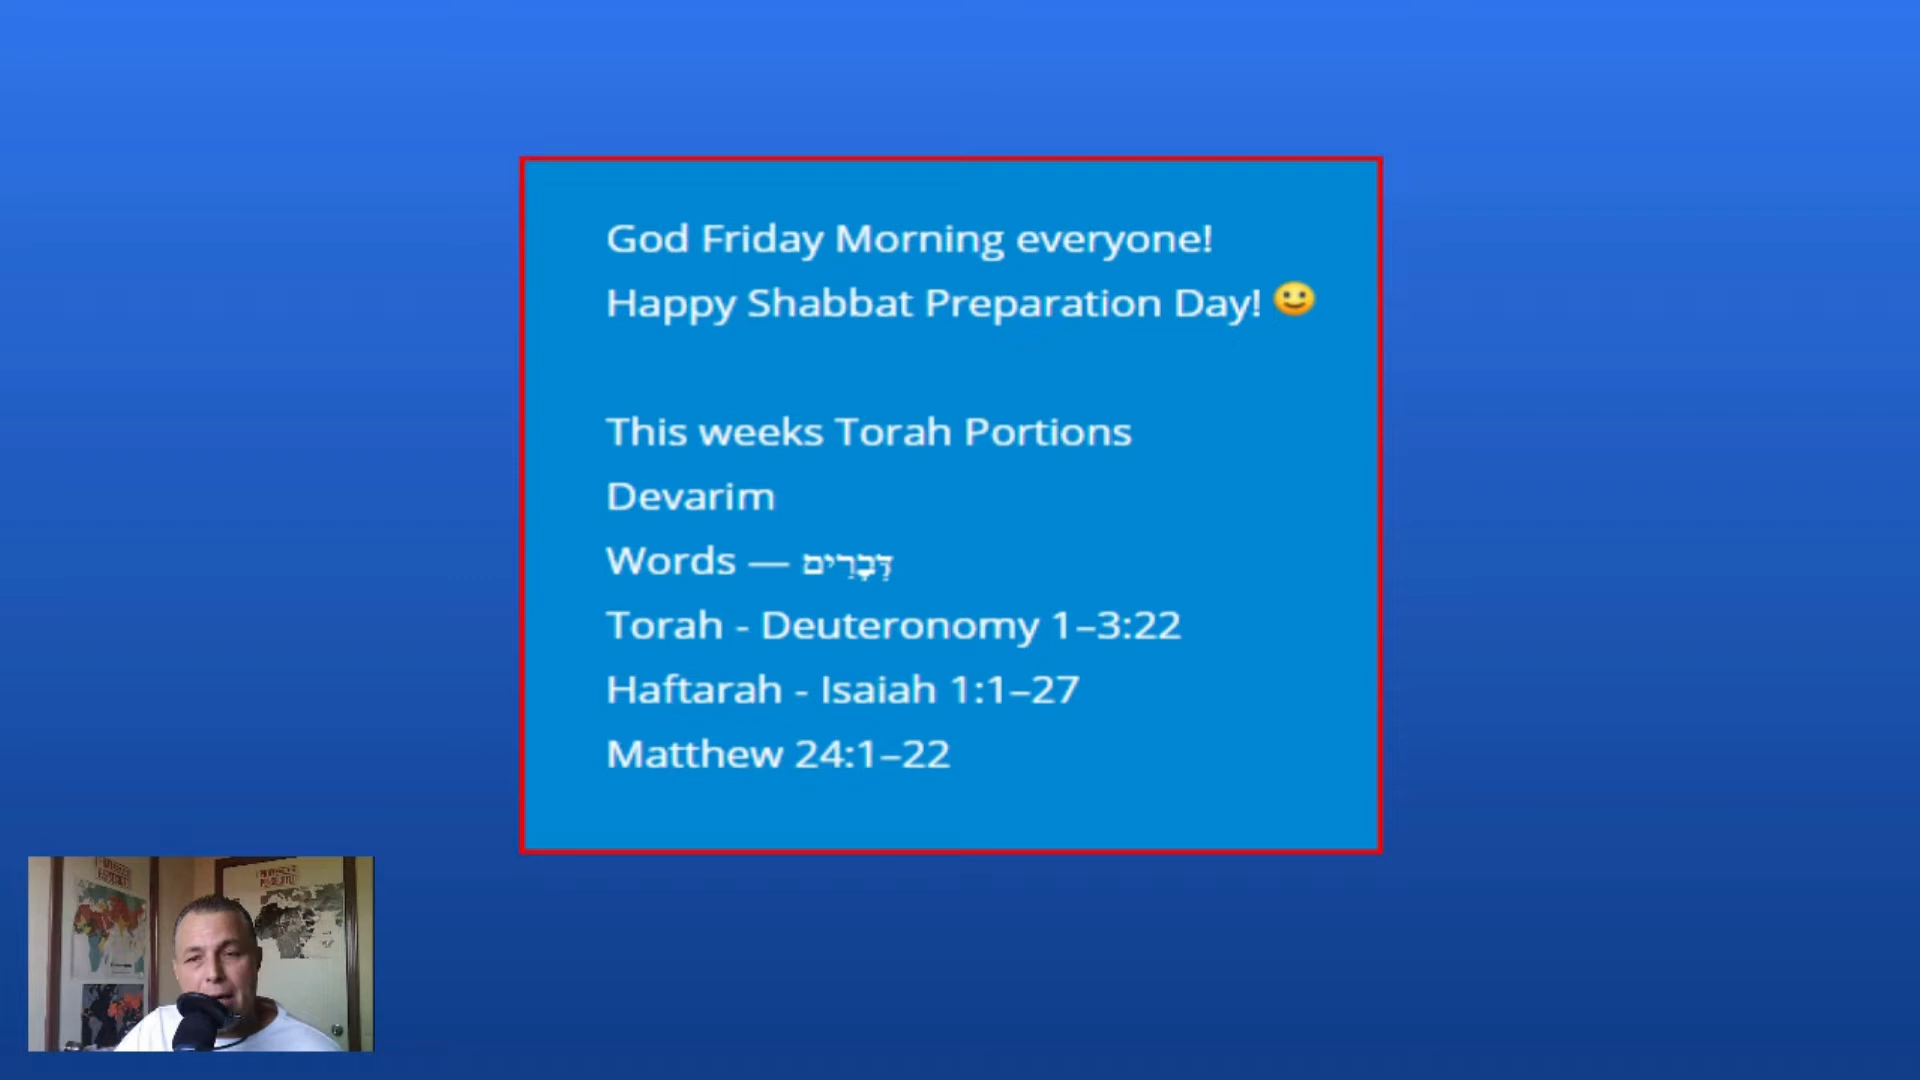 God Friday Morning everyone!
Happy Shabbat Preparation Day! 🙂
This weeks Torah Portions
Devarim
Words — דְּבָרִים
Torah - Deuteronomy 1–3:22
Haftarah - Isaiah 1:1–27
Matthew 24:1–22